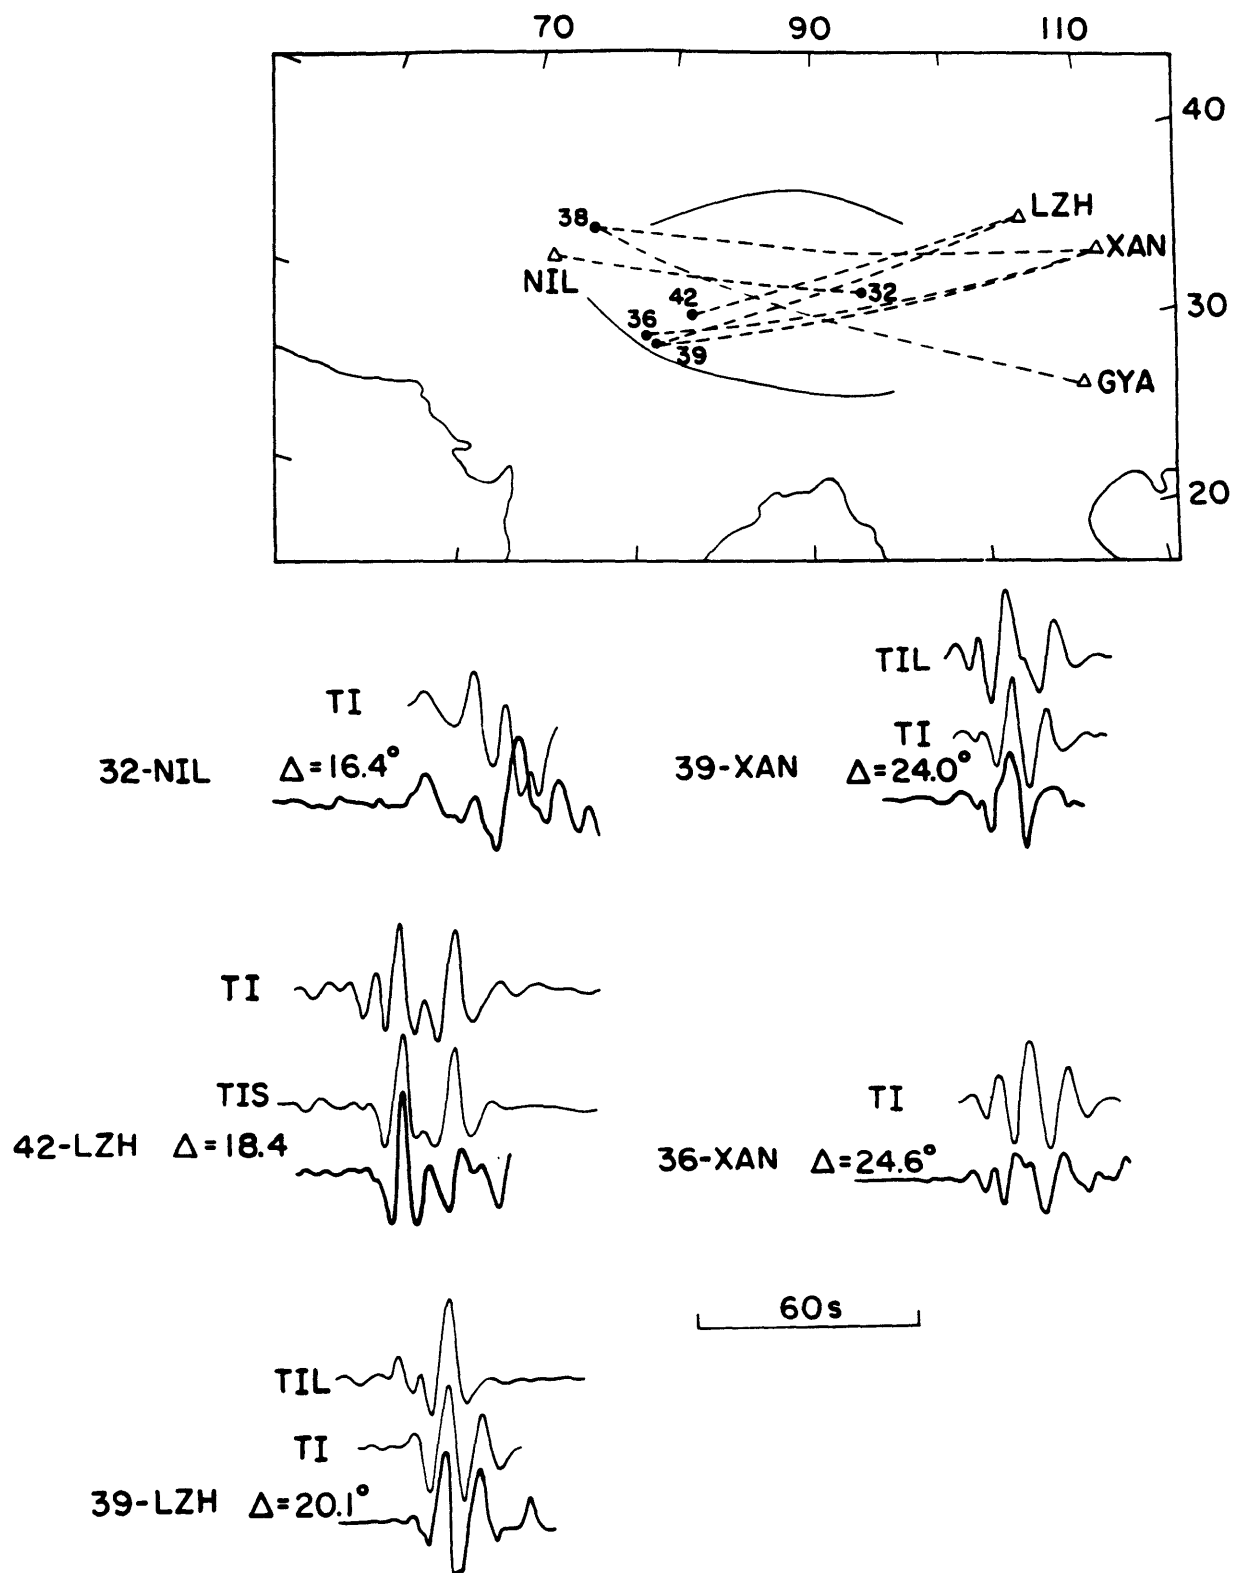 70 90 110
40
30
20
38
LZH
XAN
NIL
42
32
36
39
GYA
TI
32-NIL Δ=16.4°
TIL
TI
39-XAN Δ=24.0°
TI
TIS
42-LZH Δ=18.4
TI
36-XAN Δ=24.6°
60s
TIL
TI
39-LZH Δ=20.1°